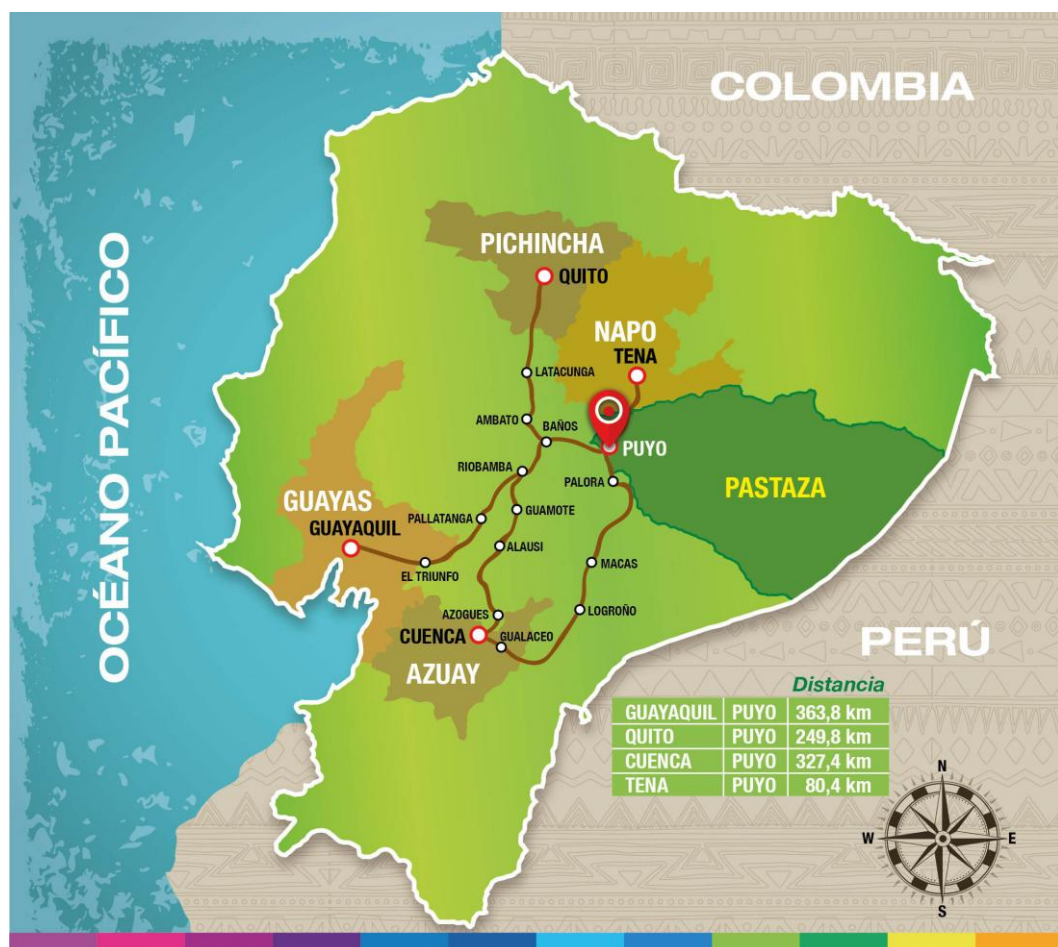 COLOMBIA
OCÉANO PACÍFICO
PICHINCHA
QUITO
NAPO
TENA
LATACUNGA
AMBATO
BAÑOS
PUYO
RIOBAMBA
PALORA
PASTAZA
GUAYAS
GUAYAQUIL
PALLATANGA
GUAMOTE
ALAUSI
EL TRIUNFO
MACAS
AZOGUES
LOGROÑO
CUENCA
GUALACEO
AZUAY
PERÚ
Distancia
GUAYAQUIL PUYO 363,8 km
QUITO PUYO 249,8 km
CUENCA PUYO 327,4 km
TENA PUYO 80,4 km
N
W E
S